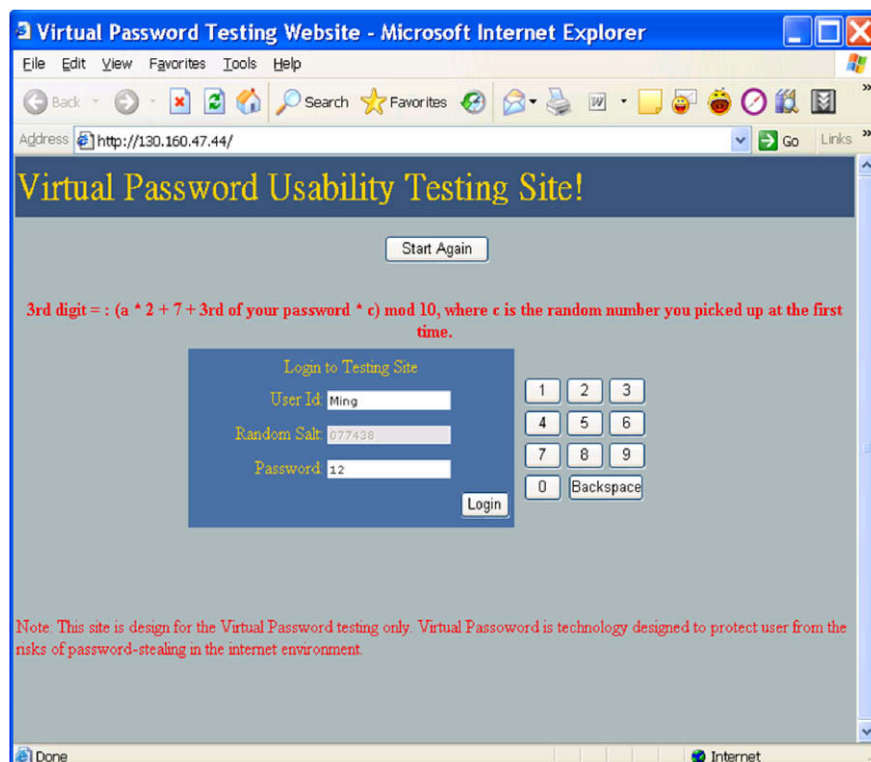 Virtual Password Testing Website - Microsoft Internet Explorer
File Edit View Favorites Tools Help
Back Search Favorites W »
Address http://130.160.47.44/ Go Links »
Virtual Password Usability Testing Site!
Start Again
3rd digit = : (a * 2 + 7 + 3rd of your password * c) mod 10, where c is the random number you picked up at the first
time.
Login to Testing Site
User Id: Ming
Random Salt: 077438
Password: 12
Login
1 2 3
4 5 6
7 8 9
0 Backspace
Note: This site is design for the Virtual Password testing only. Virtual Passoword is technology designed to protect user from the
risks of password-stealing in the internet environment.
Done Internet